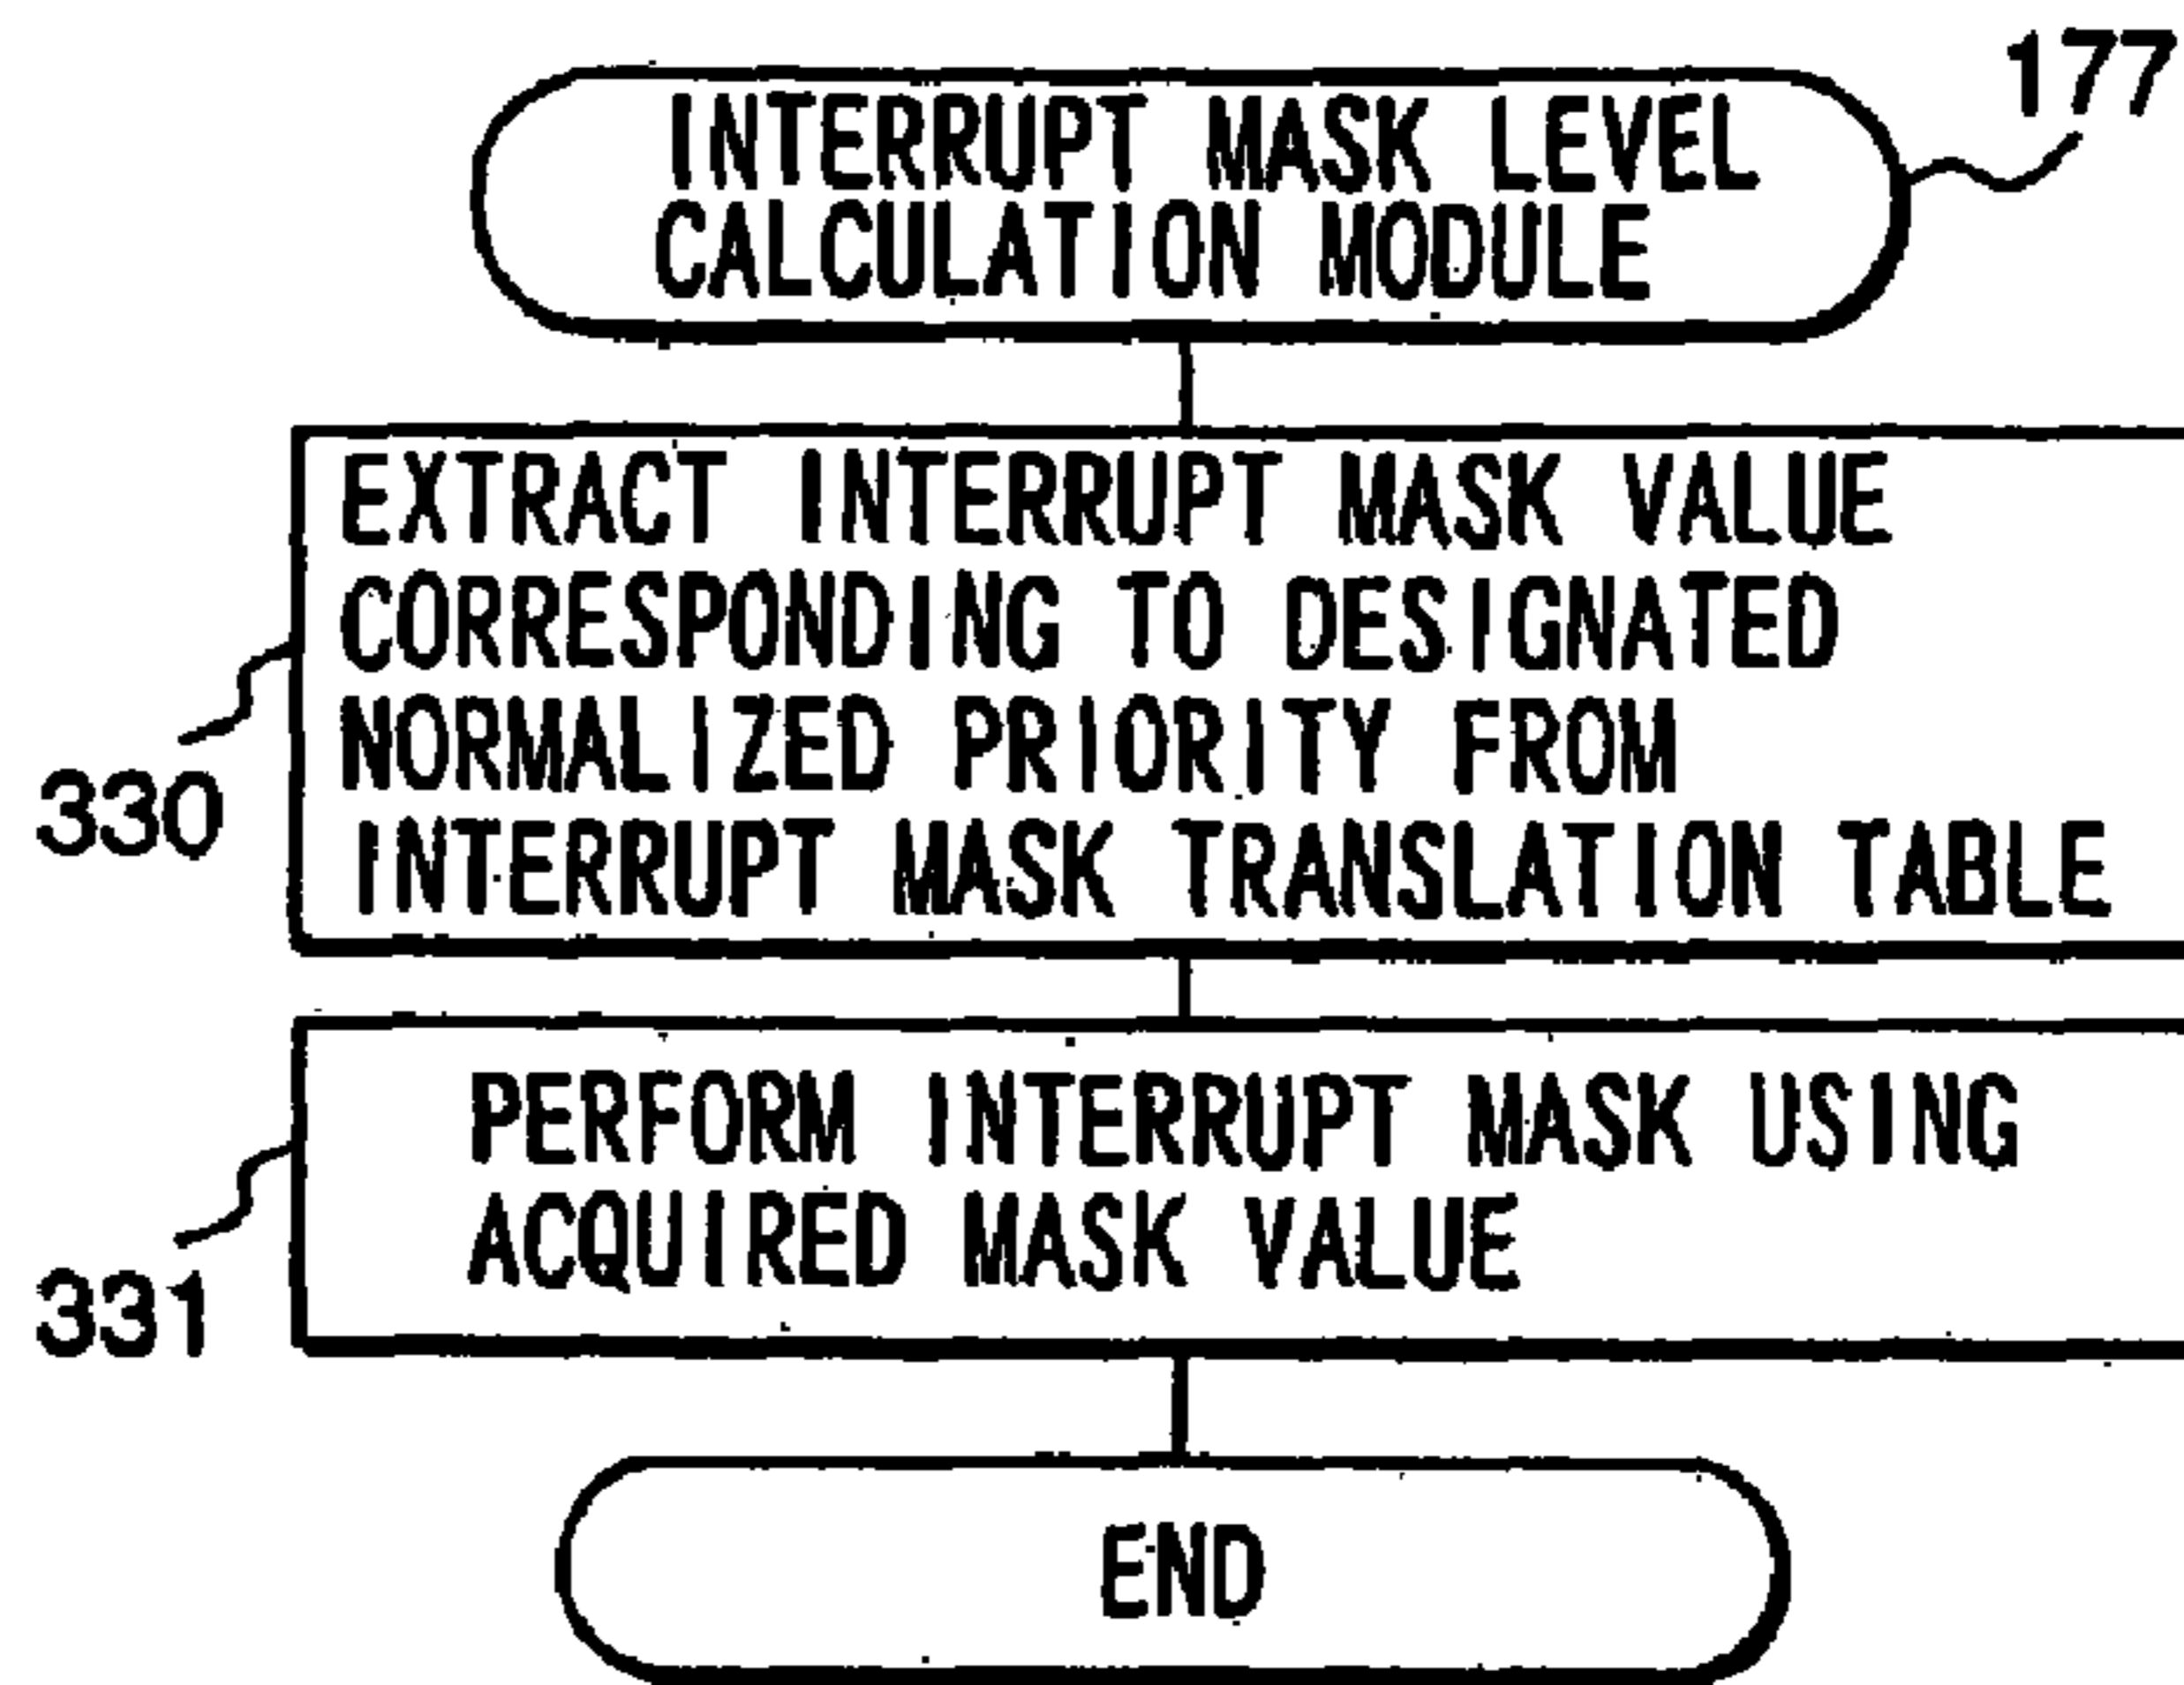 177
INTERRUPT MASK LEVEL
CALCULATION MODULE
EXTRACT INTERRUPT MASK VALUE
CORRESPONDING TO DESIGNATED
NORMALIZED PRIORITY FROM
INTERRUPT MASK TRANSLATION TABLE
330
PERFORM INTERRUPT MASK USING
ACQUIRED MASK VALUE
331
END